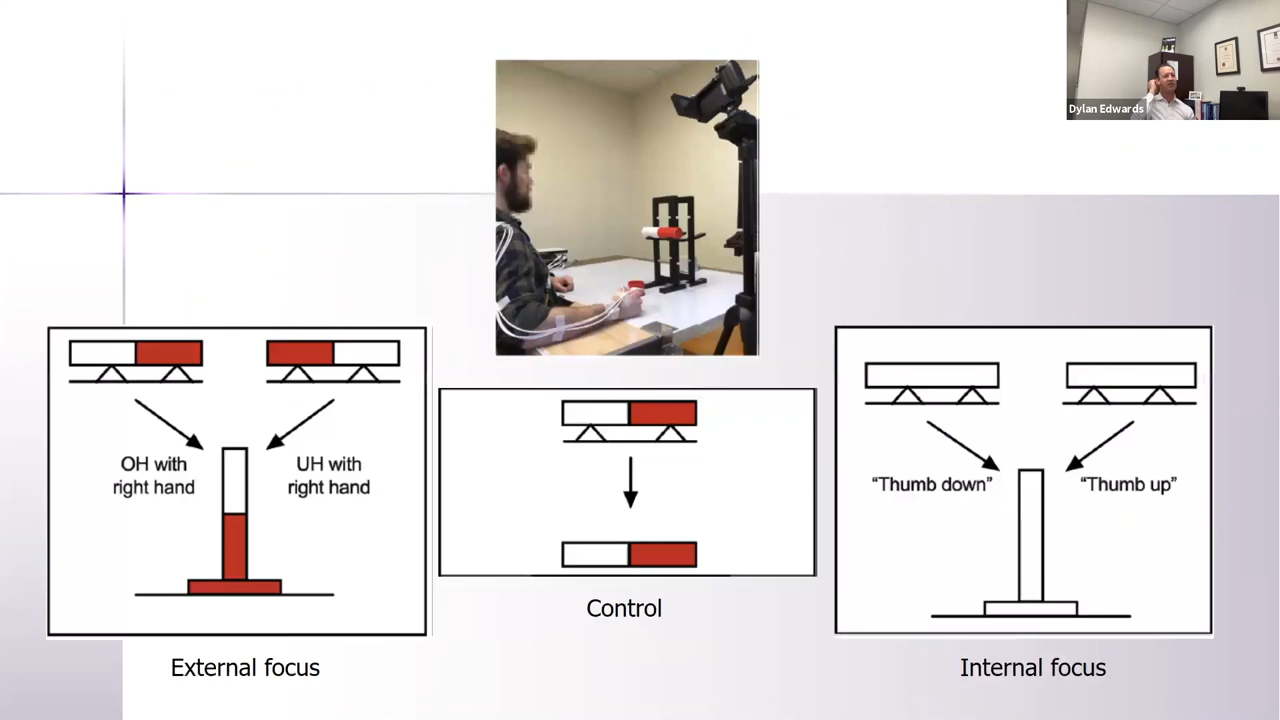 Dylan Edwards
OH with
right hand
UH with
right hand
External focus
Control
“Thumb down”
“Thumb up”
Internal focus